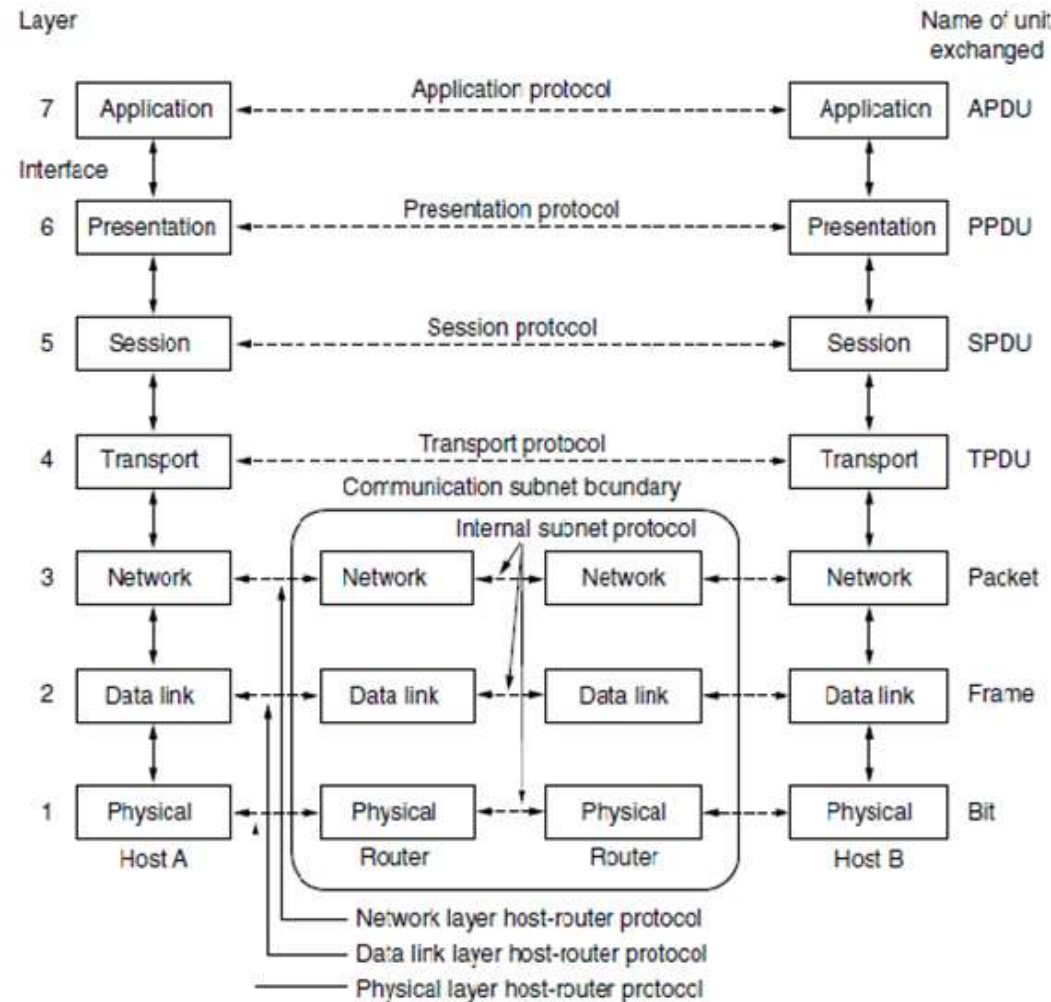 Layer
Name of unit
exchanged
7 Application Application protocol Application APDU
Interface
6 Presentation Presentation protocol Presentation PPDU
5 Session Session protocol Session SPDU
4 Transport Transport protocol Transport TPDU
Communication subnet boundary
Internal subnet protocol
3 Network Network Network Network Packet
2 Data link Data link Data link Data link Frame
1 Physical Physical Physical Physical Bit
Host A Router Router Host B
Network layer host-router protocol
Data link layer host-router protocol
Physical layer host-router protocol